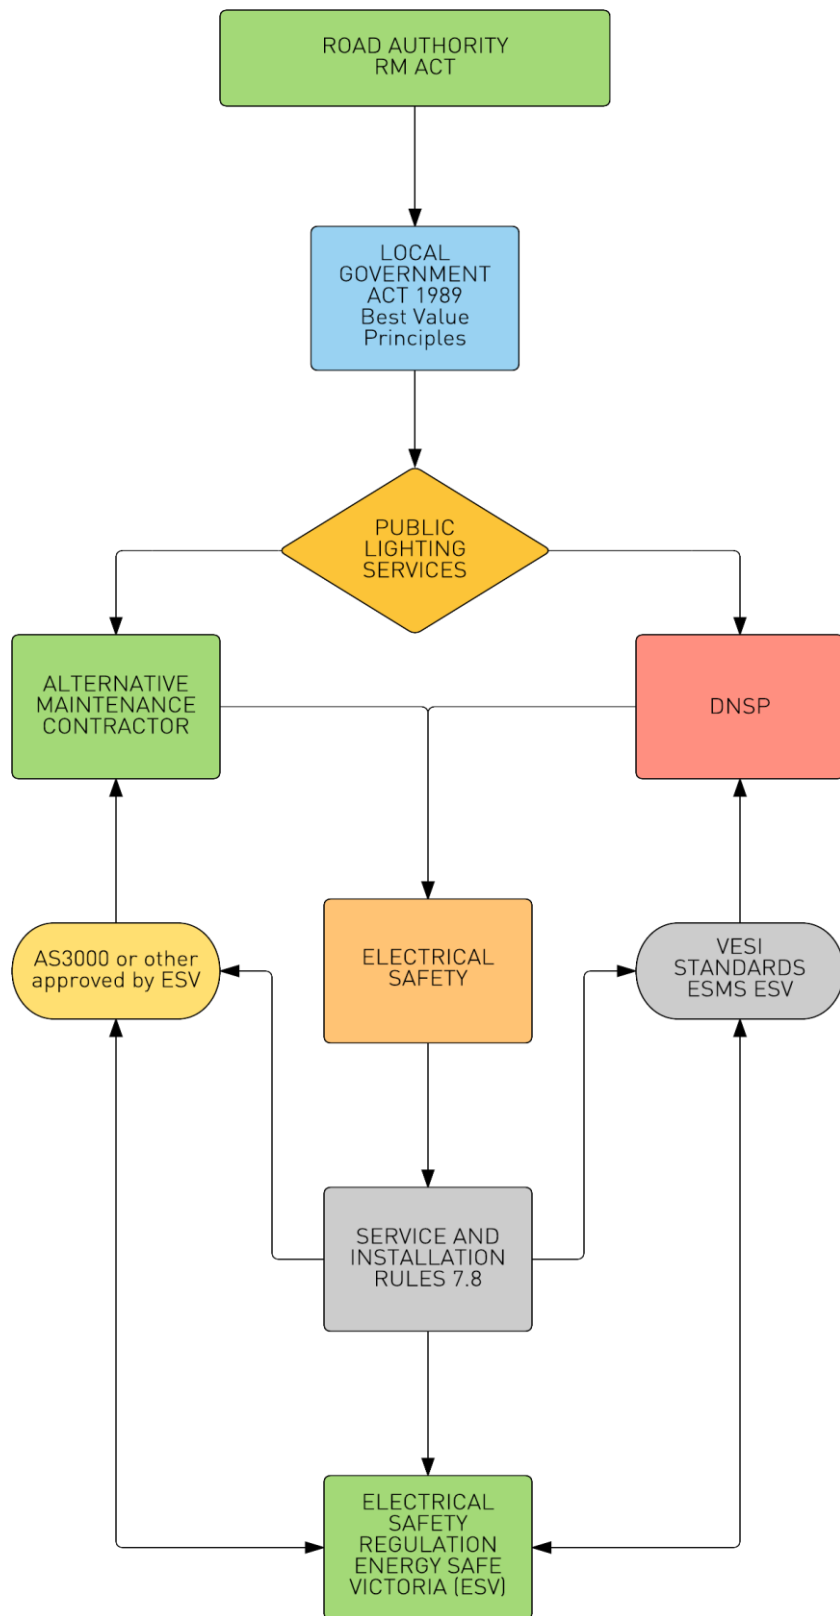 ROAD AUTHORITY
RM ACT
LOCAL
GOVERNMENT
ACT 1989
Best Value
Principles
PUBLIC
LIGHTING
SERVICES
ALTERNATIVE
MAINTENANCE
CONTRACTOR
DNSP
AS3000 or other
approved by ESV
ELECTRICAL
SAFETY
VESI
STANDARDS
ESMS ESV
SERVICE AND
INSTALLATION
RULES 7.8
ELECTRICAL
SAFETY
REGULATION
ENERGY SAFE
VICTORIA (ESV)